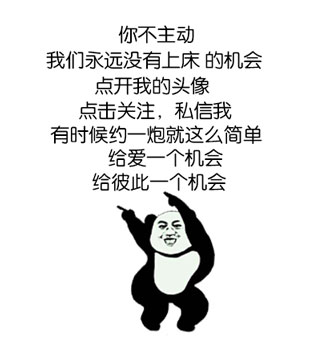 你不主动
我们永远没有上床 的机会
点开我的头像
点击关注，私信我
有时候约一炮就这么简单
给爱一个机会
给彼此一个机会